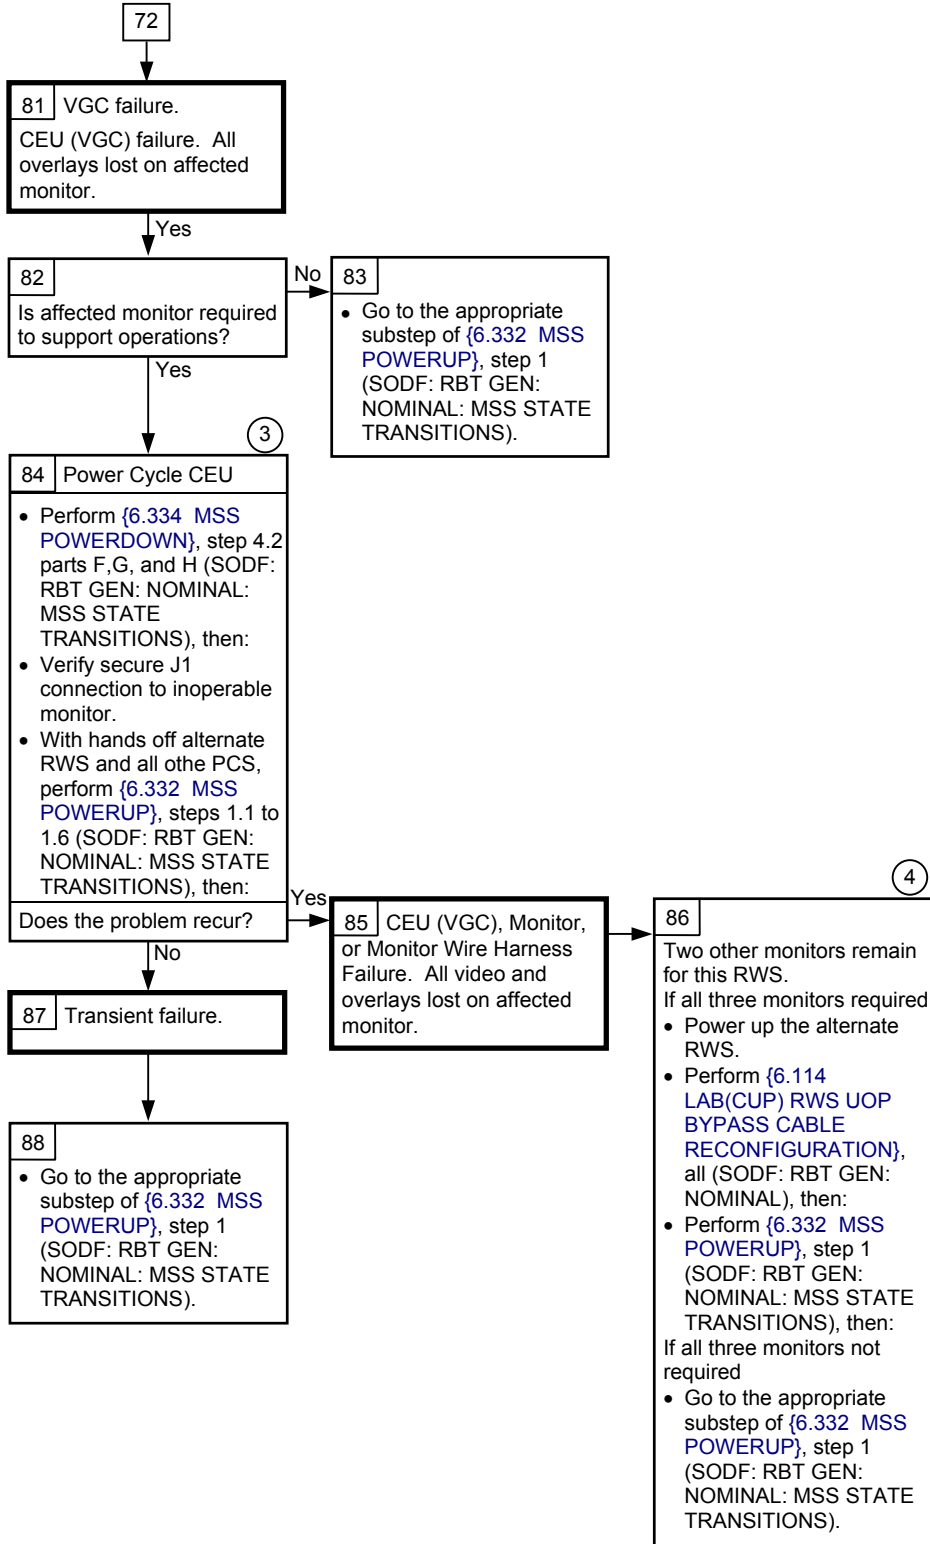 72
81 VGC failure.
CEU (VGC) failure. All
overlays lost on affected
monitor.
Yes
82
Is affected monitor required
to support operations?
No
83
• Go to the appropriate
substep of {6.332 MSS
POWERUP}, step 1
(SODF: RBT GEN:
NOMINAL: MSS STATE
TRANSITIONS).
Yes
3
84 Power Cycle CEU
• Perform {6.334 MSS
POWERDOWN}, step 4.2
parts F,G, and H (SODF:
RBT GEN: NOMINAL:
MSS STATE
TRANSITIONS), then:
• Verify secure J1
connection to inoperable
monitor.
• With hands off alternate
RWS and all othe PCS,
perform {6.332 MSS
POWERUP}, steps 1.1 to
1.6 (SODF: RBT GEN:
NOMINAL: MSS STATE
TRANSITIONS), then:
Does the problem recur?
Yes
85 CEU (VGC), Monitor,
or Monitor Wire Harness
Failure. All video and
overlays lost on affected
monitor.
4
86
Two other monitors remain
for this RWS.
If all three monitors required
• Power up the alternate
RWS.
• Perform {6.114
LAB(CUP) RWS UOP
BYPASS CABLE
RECONFIGURATION},
all (SODF: RBT GEN:
NOMINAL), then:
• Perform {6.332 MSS
POWERUP}, step 1
(SODF: RBT GEN:
NOMINAL: MSS STATE
TRANSITIONS), then:
If all three monitors not
required
• Go to the appropriate
substep of {6.332 MSS
POWERUP}, step 1
(SODF: RBT GEN:
NOMINAL: MSS STATE
TRANSITIONS).
No
87 Transient failure.
88
• Go to the appropriate
substep of {6.332 MSS
POWERUP}, step 1
(SODF: RBT GEN:
NOMINAL: MSS STATE
TRANSITIONS).